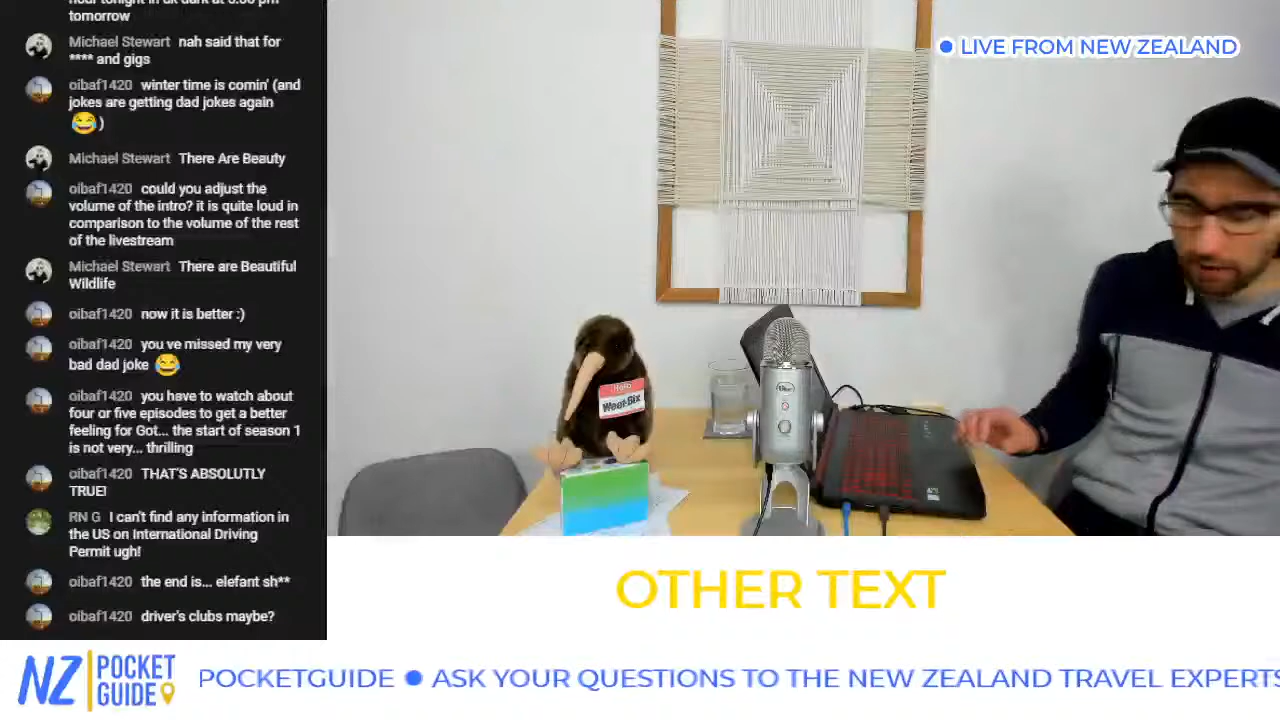 tomorrow
Michael Stewart nah said that for
**** and gigs
oibaf1420 winter time is comin' (and
jokes are getting dad jokes again
😂)
Michael Stewart There Are Beauty
oibaf1420 could you adjust the
volume of the intro? it is quite loud in
comparison to the volume of the rest
of the livestream
Michael Stewart There are Beautiful
Wildlife
oibaf1420 now it is better :)
oibaf1420 you ve missed my very
bad dad joke 😂
oibaf1420 you have to watch about
four or five episodes to get a better
feeling for Got... the start of season 1
is not very... thrilling
oibaf1420 THAT'S ABSOLUTLY
TRUE!
RN G I can't find any information in
the US on International Driving
Permit ugh!
oibaf1420 the end is... elefant sh**
oibaf1420 driver's clubs maybe?
LIVE FROM NEW ZEALAND
Hello
Weet-Bix
OTHER TEXT
NZ POCKET
GUIDE
POCKETGUIDE ● ASK YOUR QUESTIONS TO THE NEW ZEALAND TRAVEL EXPERTS